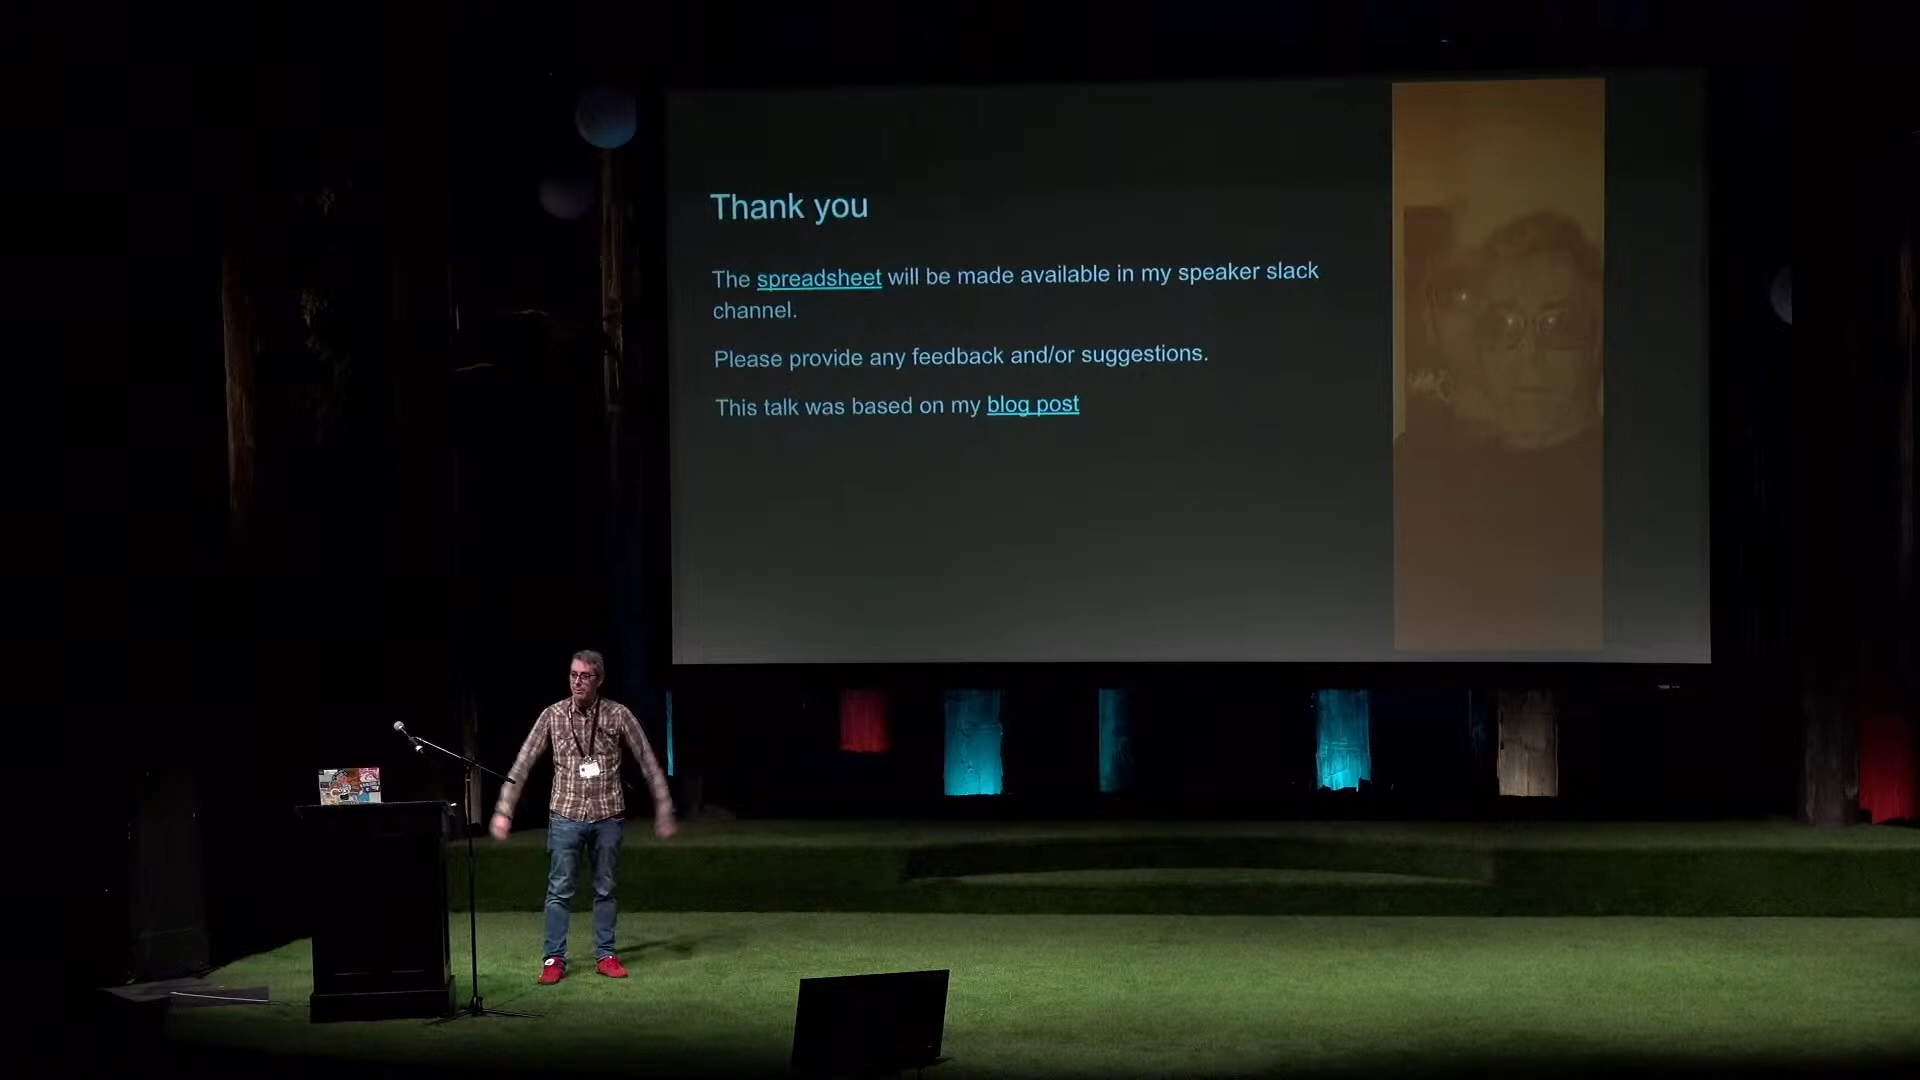 Thank you
The spreadsheet will be made available in my speaker slack
channel.
Please provide any feedback and/or suggestions.
This talk was based on my blog post